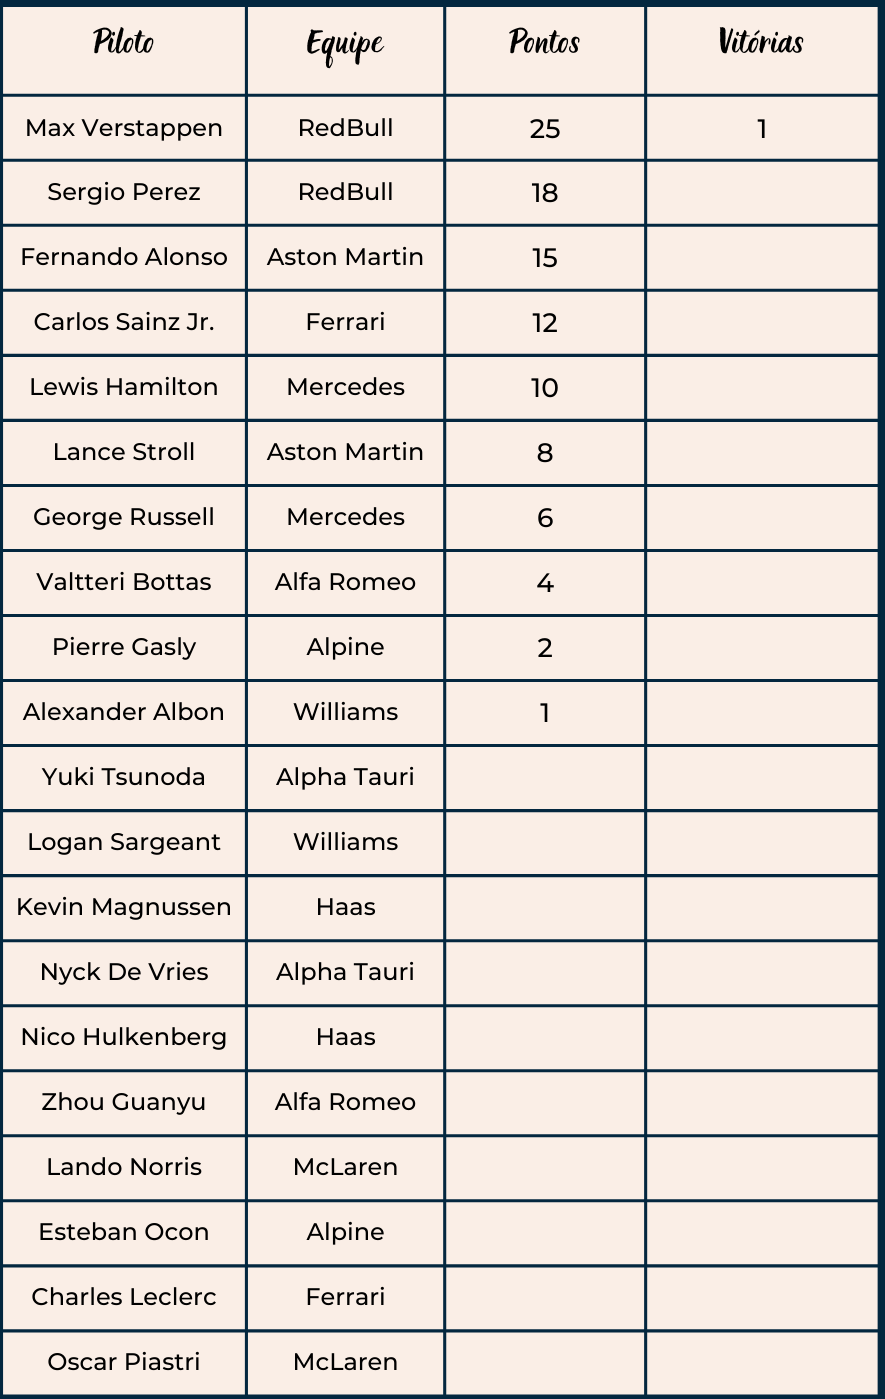 Piloto Equipe Pontos Vitórias
Max Verstappen RedBull 25 1
Sergio Perez RedBull 18
Fernando Alonso Aston Martin 15
Carlos Sainz Jr. Ferrari 12
Lewis Hamilton Mercedes 10
Lance Stroll Aston Martin 8
George Russell Mercedes 6
Valtteri Bottas Alfa Romeo 4
Pierre Gasly Alpine 2
Alexander Albon Williams 1
Yuki Tsunoda Alpha Tauri
Logan Sargeant Williams
Kevin Magnussen Haas
Nyck De Vries Alpha Tauri
Nico Hulkenberg Haas
Zhou Guanyu Alfa Romeo
Lando Norris McLaren
Esteban Ocon Alpine
Charles Leclerc Ferrari
Oscar Piastri McLaren